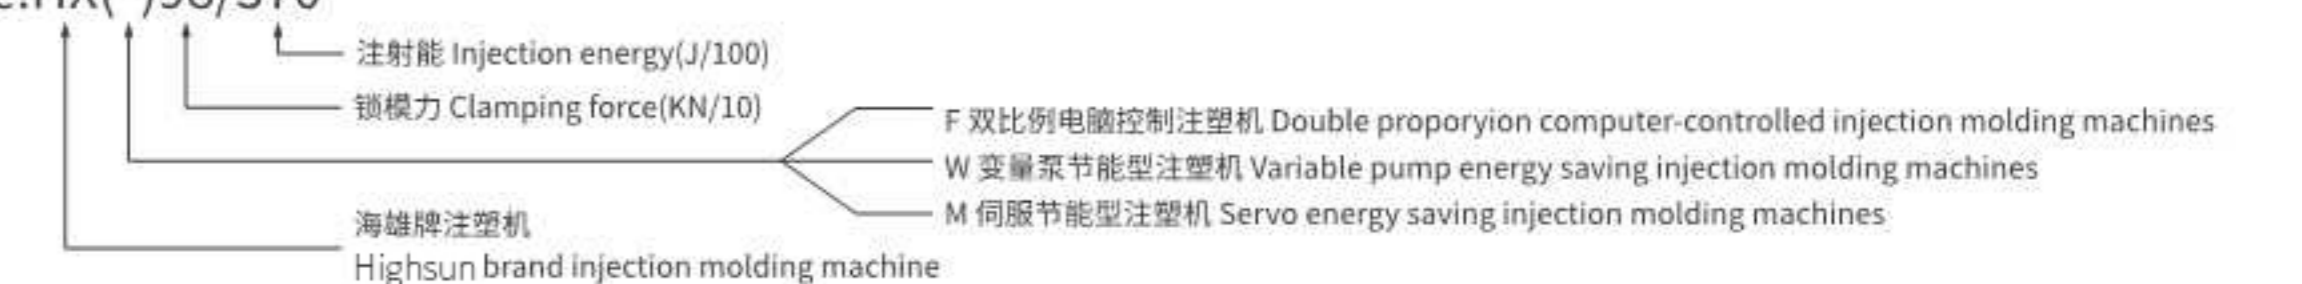 注射能 Injection energy(J/100)
锁模力 Clamping force(KN/10)
F 双比例电脑控制注塑机 Double proporyion computer-controlled injection molding machines
W 变量泵节能型注塑机 Variable pump energy saving injection molding machines
M 伺服节能型注塑机 Servo energy saving injection molding machines
海雄牌注塑机
Highsun brand injection molding machine